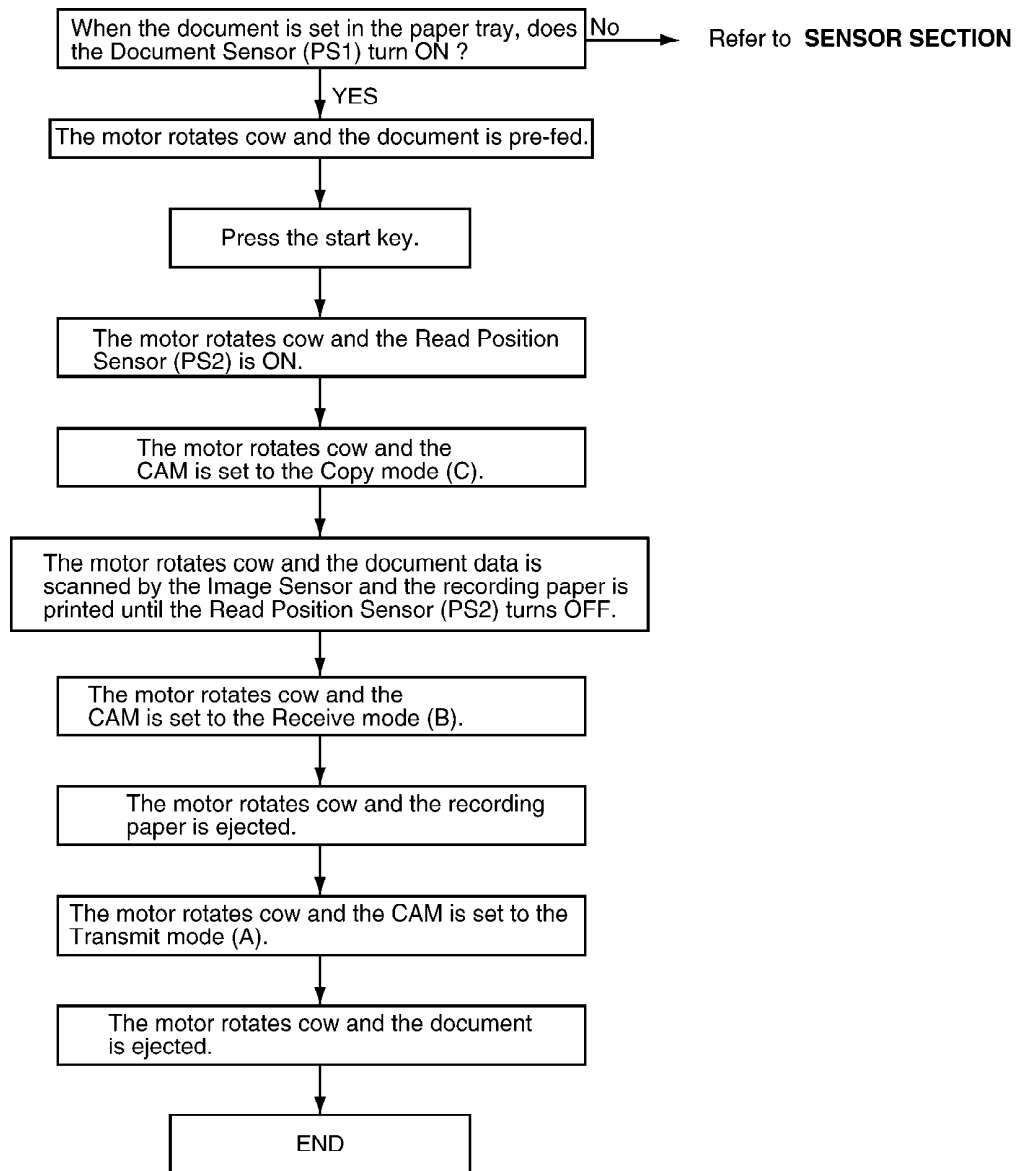 When the document is set in the paper tray, does
the Document Sensor (PS1) turn ON ?
No
Refer to SENSOR SECTION
YES
The motor rotates cow and the document is pre-fed.
Press the start key.
The motor rotates cow and the Read Position
Sensor (PS2) is ON.
The motor rotates cow and the
CAM is set to the Copy mode (C).
The motor rotates cow and the document data is
scanned by the Image Sensor and the recording paper is
printed until the Read Position Sensor (PS2) turns OFF.
The motor rotates cow and the
CAM is set to the Receive mode (B).
The motor rotates cow and the recording
paper is ejected.
The motor rotates cow and the CAM is set to the
Transmit mode (A).
The motor rotates cow and the document
is ejected.
END